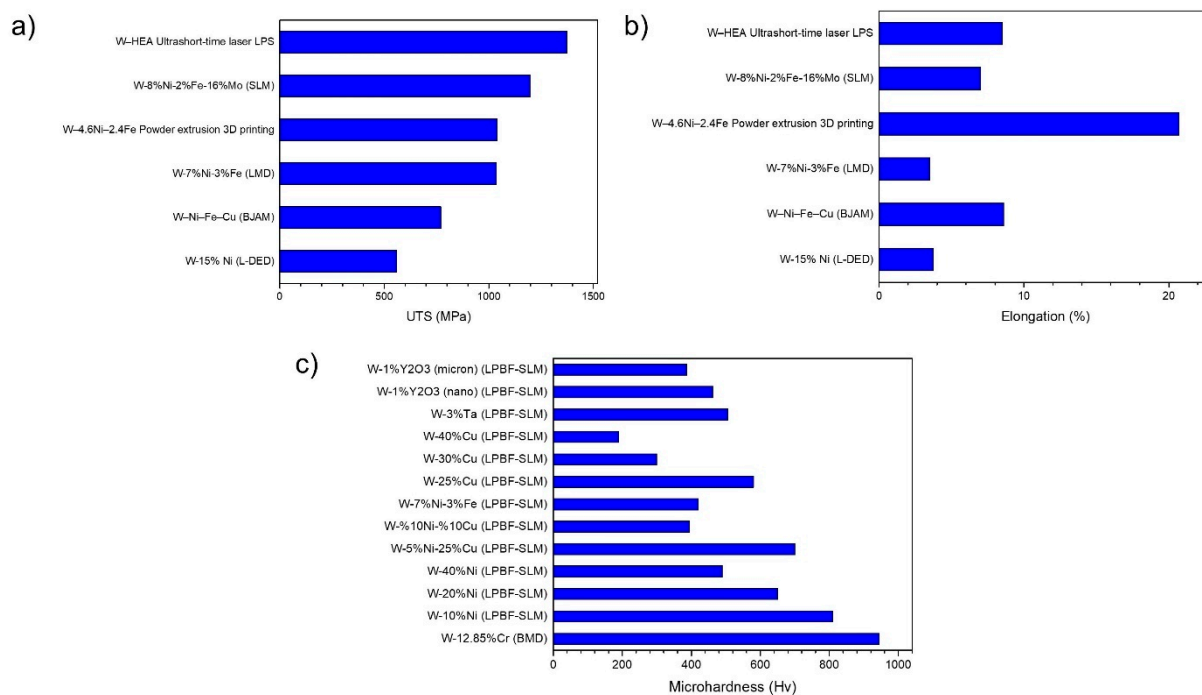 a)
W–HEA Ultrashort-time laser LPS
W-8%Ni-2%Fe-16%Mo (SLM)
W–4.6Ni–2.4Fe Powder extrusion 3D printing
W-7%Ni-3%Fe (LMD)
W–Ni–Fe–Cu (BJAM)
W-15% Ni (L-DED)
0 500 1000 1500
UTS (MPa)
b)
W–HEA Ultrashort-time laser LPS
W-8%Ni-2%Fe-16%Mo (SLM)
W–4.6Ni–2.4Fe Powder extrusion 3D printing
W-7%Ni-3%Fe (LMD)
W–Ni–Fe–Cu (BJAM)
W-15% Ni (L-DED)
0 10 20
Elongation (%)
c)
W-1%Y2O3 (micron) (LPBF-SLM)
W-1%Y2O3 (nano) (LPBF-SLM)
W-3%Ta (LPBF-SLM)
W-40%Cu (LPBF-SLM)
W-30%Cu (LPBF-SLM)
W-25%Cu (LPBF-SLM)
W-7%Ni-3%Fe (LPBF-SLM)
W-%10Ni-%10Cu (LPBF-SLM)
W-5%Ni-25%Cu (LPBF-SLM)
W-40%Ni (LPBF-SLM)
W-20%Ni (LPBF-SLM)
W-10%Ni (LPBF-SLM)
W-12.85%Cr (BMD)
0 200 400 600 800 1000
Microhardness (Hv)